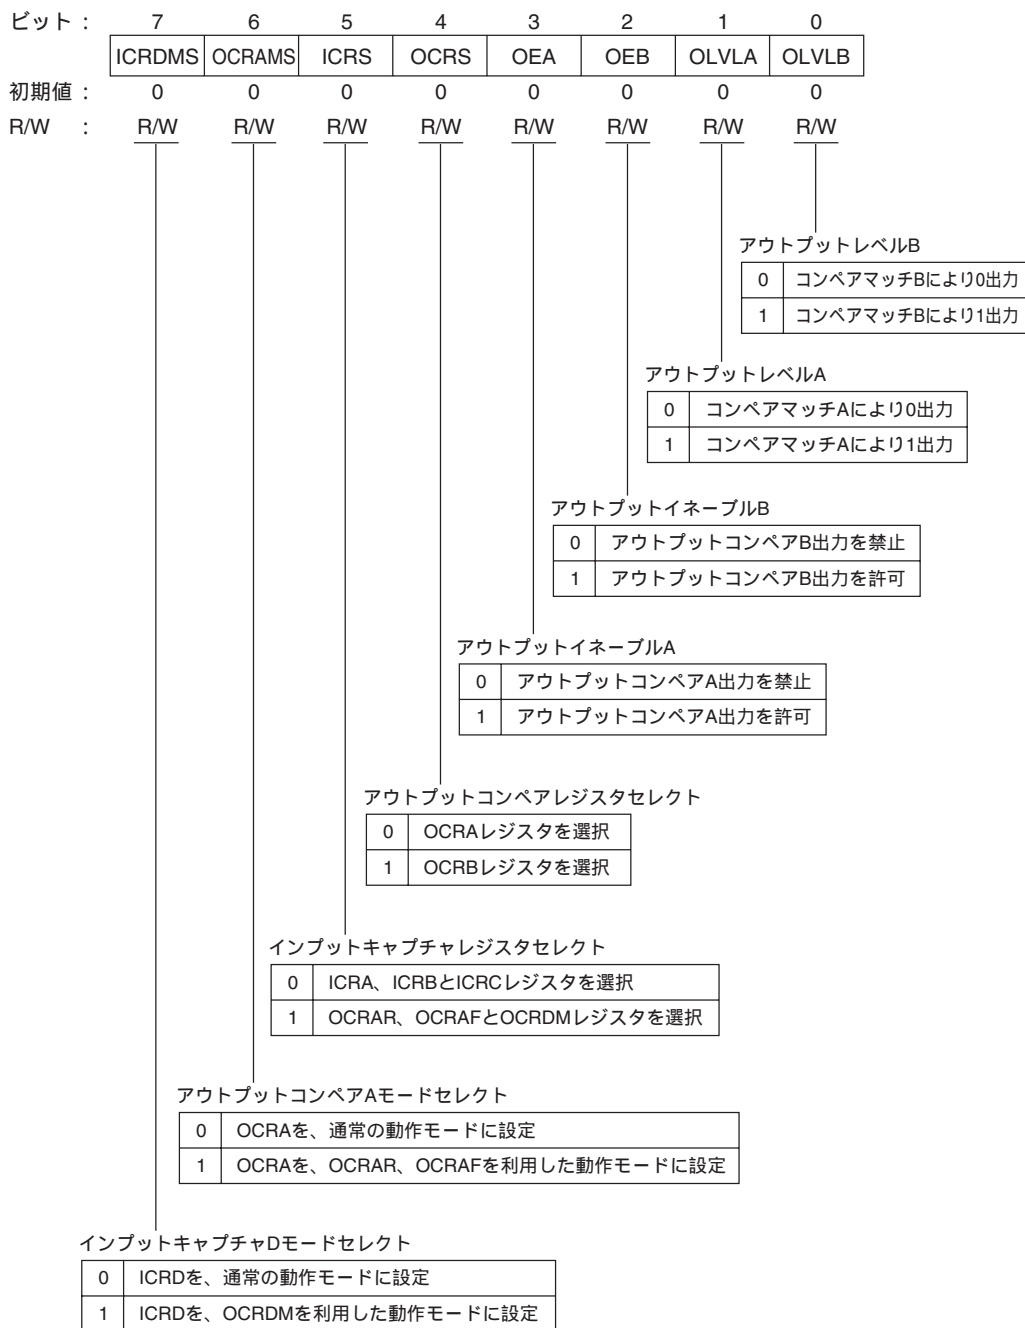 ビット : 7 6 5 4 3 2 1 0
ICRDMS OCRAMS ICRS OCRS OEA OEB OLVLA OLVLB
初期値 : 0 0 0 0 0 0 0 0
R/W : R/W R/W R/W R/W R/W R/W R/W R/W
アウトプットレベルB
0 コンペアマッチBにより0出力
1 コンペアマッチBにより1出力
アウトプットレベルA
0 コンペアマッチAにより0出力
1 コンペアマッチAにより1出力
アウトプットイネーブルB
0 アウトプットコンペアB出力を禁止
1 アウトプットコンペアB出力を許可
アウトプットイネーブルA
0 アウトプットコンペアA出力を禁止
1 アウトプットコンペアA出力を許可
アウトプットコンペアレジスタセレクト
0 OCRAレジスタを選択
1 OCRBレジスタを選択
インプットキャプチャレジスタセレクト
0 ICRA、ICRBとICRCレジスタを選択
1 OCRAR、OCRAFとOCRDMレジスタを選択
アウトプットコンペアAモードセレクト
0 OCRAを、通常の動作モードに設定
1 OCRAを、OCRAR、OCRAFを利用した動作モードに設定
インプットキャプチャDモードセレクト
0 ICRDを、通常の動作モードに設定
1 ICRDを、OCRDMを利用した動作モードに設定